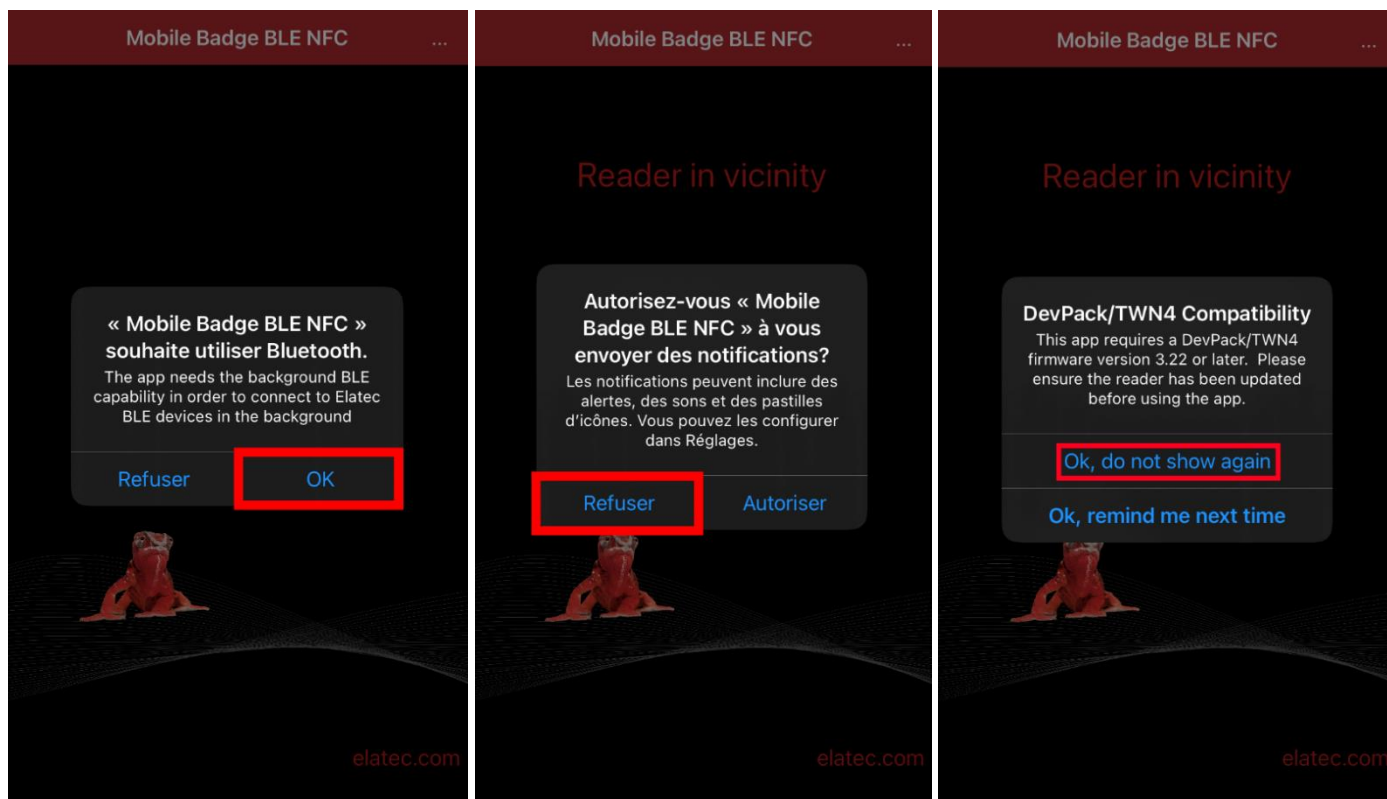 Mobile Badge BLE NFC ...
« Mobile Badge BLE NFC »
souhaite utiliser Bluetooth.
The app needs the background BLE
capability in order to connect to Elatec
BLE devices in the background
Refuser OK
elatec.com
Mobile Badge BLE NFC ...
Reader in vicinity
Autorisez-vous « Mobile
Badge BLE NFC » à vous
envoyer des notifications?
Les notifications peuvent inclure des
alertes, des sons et des pastilles
d’icônes. Vous pouvez les configurer
dans Réglages.
Refuser Autoriser
elatec.com
Mobile Badge BLE NFC ...
Reader in vicinity
DevPack/TWN4 Compatibility
This app requires a DevPack/TWN4
firmware version 3.22 or later. Please
ensure the reader has been updated
before using the app.
Ok, do not show again
Ok, remind me next time
elatec.com